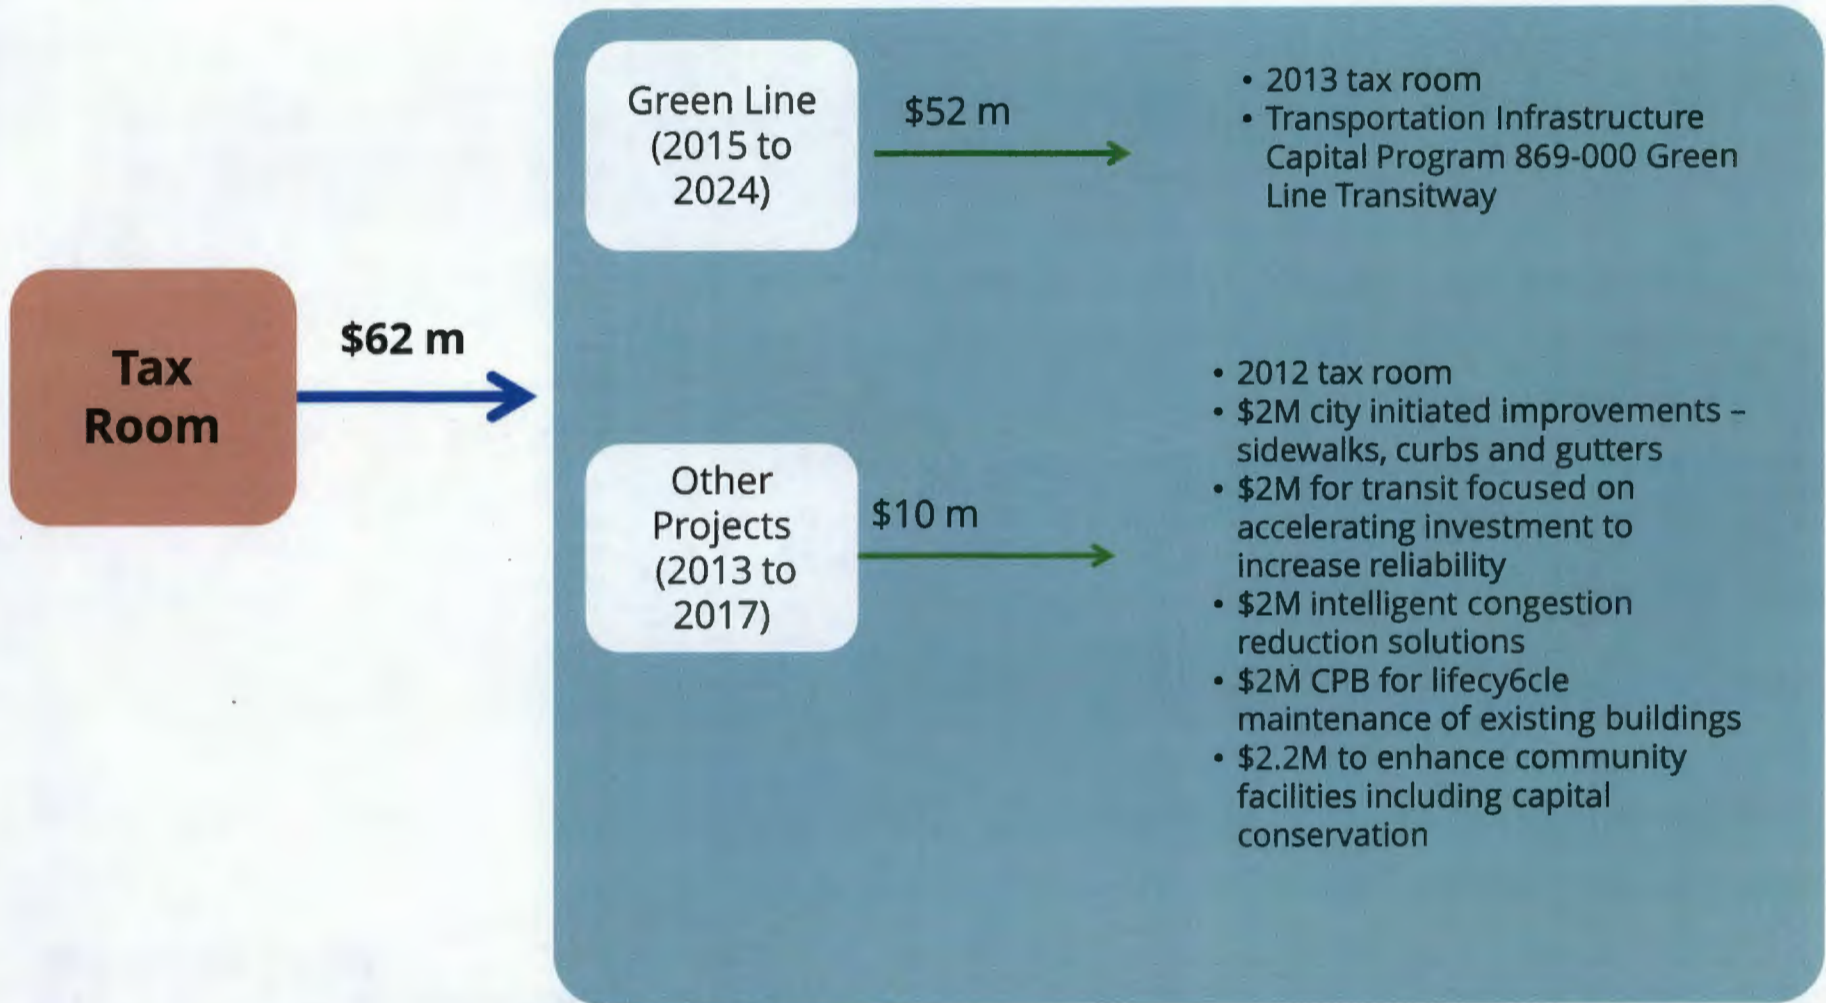 Tax
Room
$62 m
Green Line
(2015 to
2024)
$52 m
• 2013 tax room
• Transportation Infrastructure
Capital Program 869-000 Green
Line Transitway
Other
Projects
(2013 to
2017)
$10 m
• 2012 tax room
• $2M city initiated improvements –
sidewalks, curbs and gutters
• $2M for transit focused on
accelerating investment to
increase reliability
• $2M intelligent congestion
reduction solutions
• $2M CPB for lifecy6cle
maintenance of existing buildings
• $2.2M to enhance community
facilities including capital
conservation